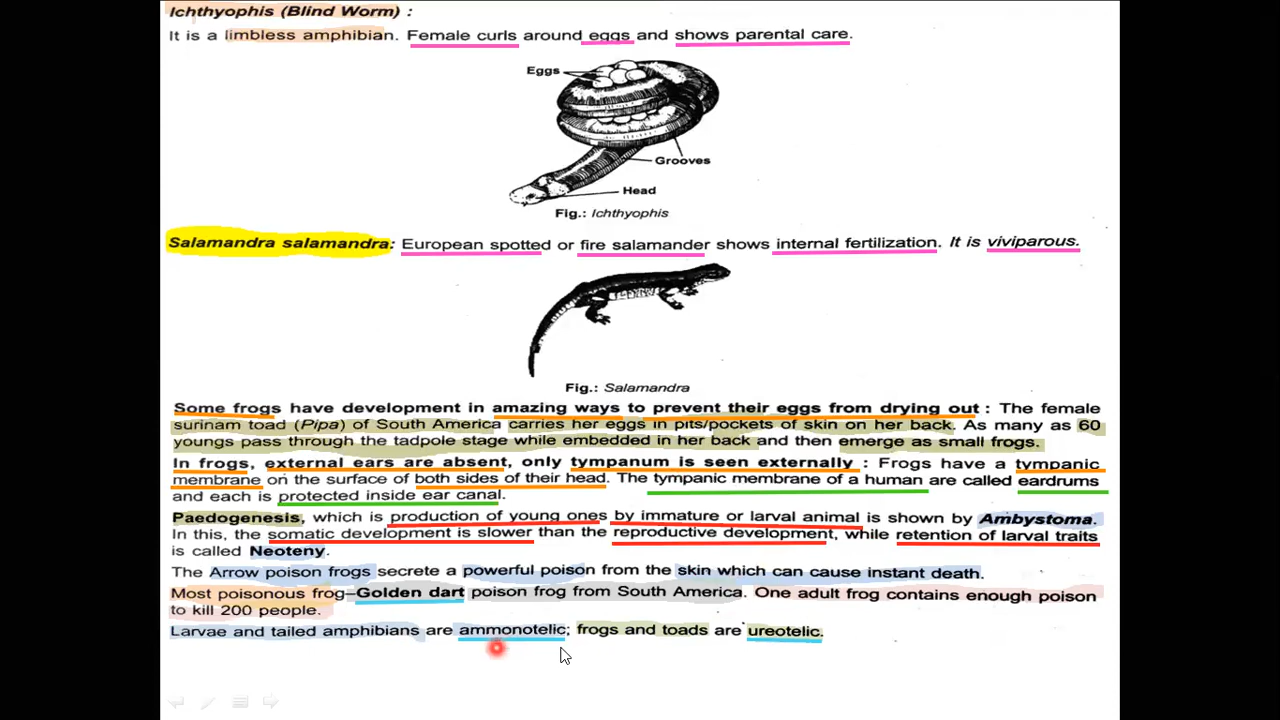 Ichthyophis (Blind Worm) :
It is a limbless amphibian. Female curls around eggs and shows parental care.
Eggs
Grooves
Head
Fig.: Ichthyophis
Salamandra salamandra: European spotted or fire salamander shows internal fertilization. It is viviparous.
Fig.: Salamandra
Some frogs have development in amazing ways to prevent their eggs from drying out : The female
surinam toad (Pipa) of South America carries her eggs in pits/pockets of skin on her back. As many as 60
youngs pass through the tadpole stage while embedded in her back and then emerge as small frogs.
In frogs, external ears are absent, only tympanum is seen externally : Frogs have a tympanic
membrane on the surface of both sides of their head. The tympanic membrane of a human are called eardrums
and each is protected inside ear canal.
Paedogenesis, which is production of young ones by immature or larval animal is shown by Ambystoma.
In this, the somatic development is slower than the reproductive development, while retention of larval traits
is called Neoteny.
The Arrow poison frogs secrete a powerful poison from the skin which can cause instant death.
Most poisonous frog–Golden dart poison frog from South America. One adult frog contains enough poison
to kill 200 people.
Larvae and tailed amphibians are ammonotelic; frogs and toads are ureotelic.